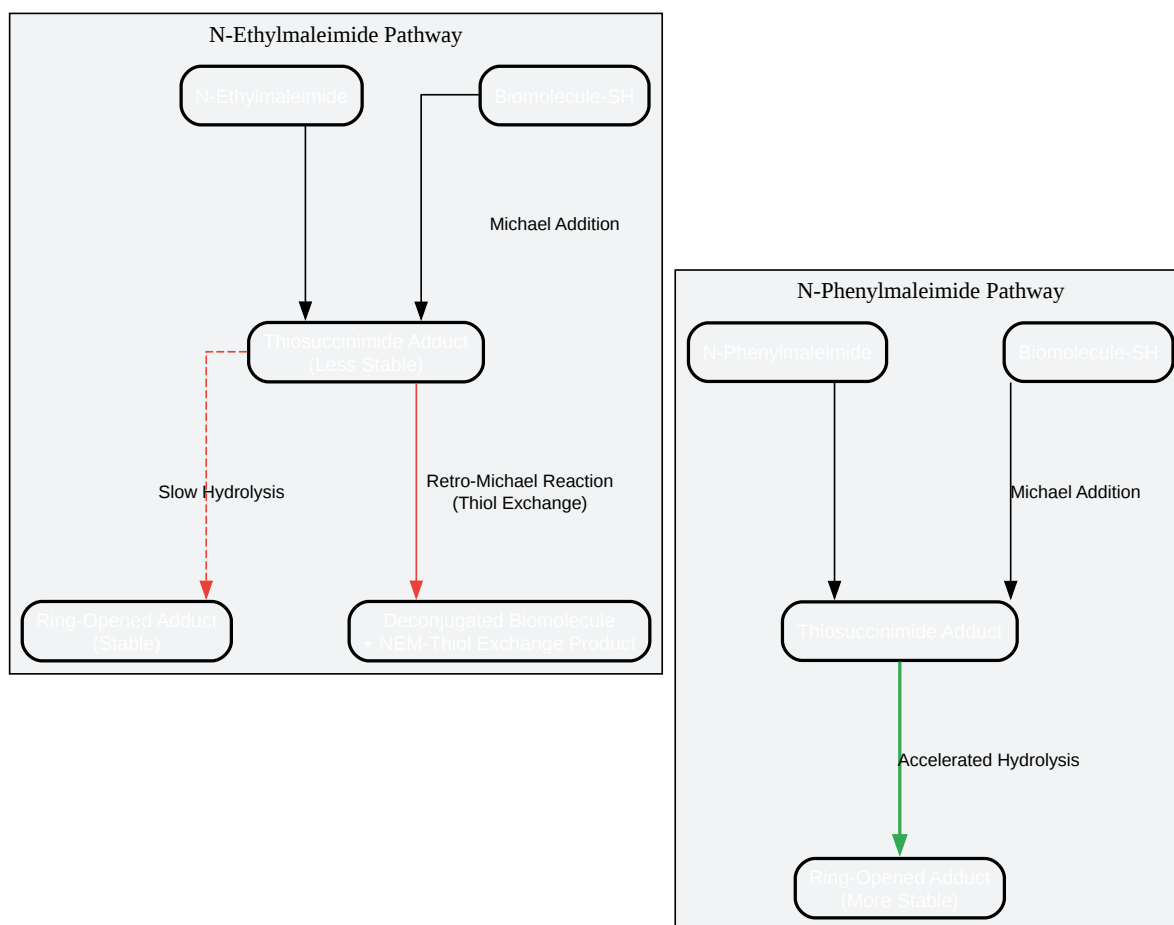 N-Ethylmaleimide Pathway
N-Ethylmaleimide
Biomolecule-SH
Michael Addition
Thiosuccinimide Adduct
(Less Stable)
Slow Hydrolysis
Retro-Michael Reaction
(Thiol Exchange)
Ring-Opened Adduct
(Stable)
Deconjugated Biomolecule
+ NEM-Thiol Exchange Product
N-Phenylmaleimide Pathway
N-Phenylmaleimide
Biomolecule-SH
Michael Addition
Thiosuccinimide Adduct
Accelerated Hydrolysis
Ring-Opened Adduct
(More Stable)